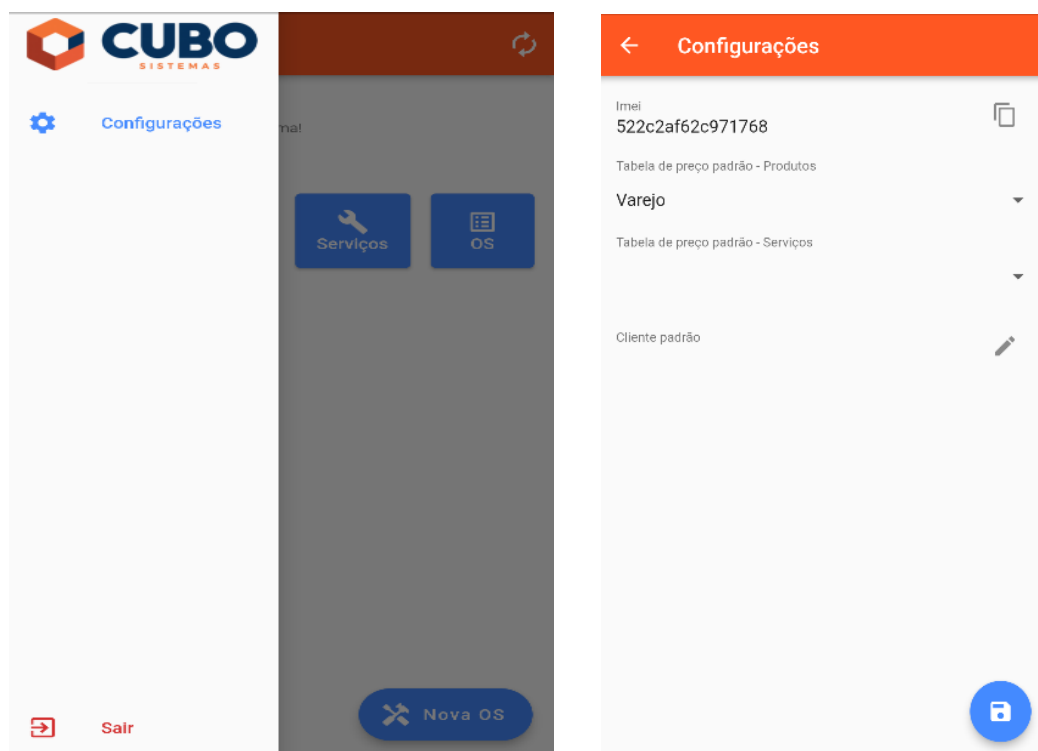 CUBO
SISTEMAS
Configurações
ma!
Serviços
OS
Nova OS
Sair
Configurações
Imei
522c2af62c971768
Tabela de preço padrão - Produtos
Varejo
Tabela de preço padrão - Serviços
Cliente padrão